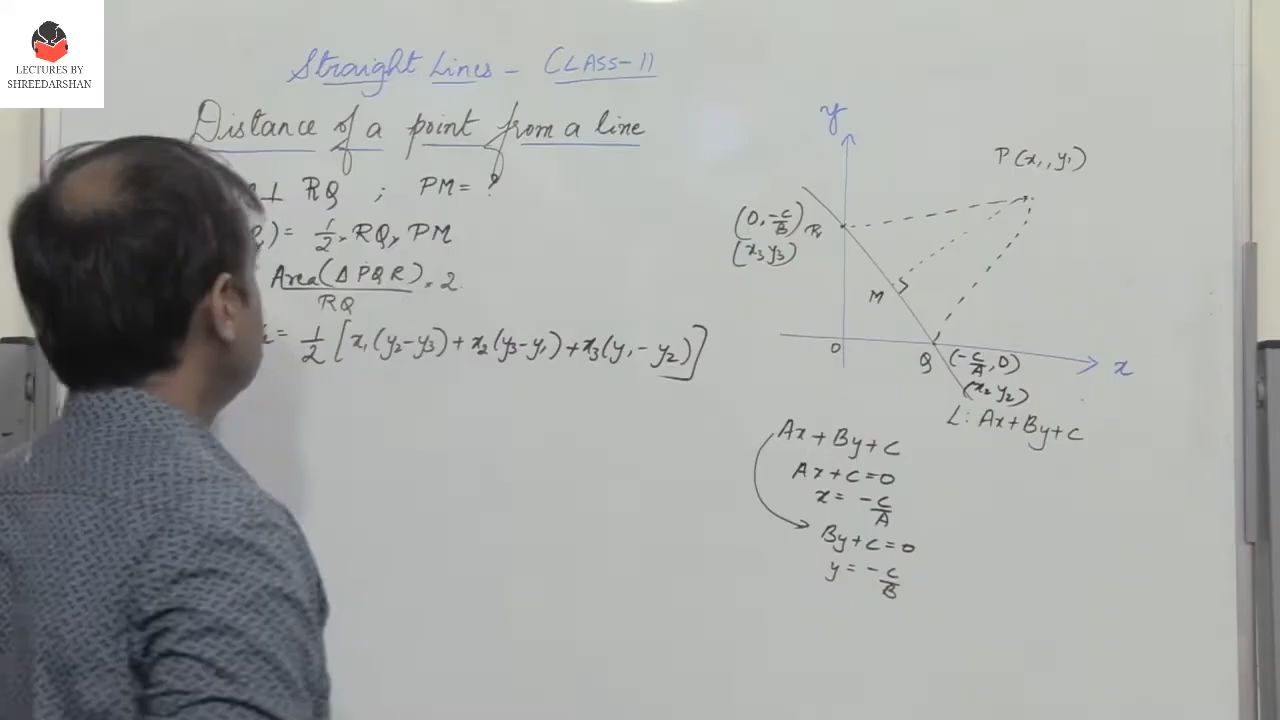 LECTURES BY
SHREEDARSHAN
Straight Lines - CLASS-11
Distance of a point from a line
⊥ RQ ; PM = ?
) = 1/2 × RQ × PM
Area(Δ PQR) × 2
RQ
= 1/2 [x₁(y₂-y₃) + x₂(y₃-y₁) + x₃(y₁-y₂)]
y
P(x₁, y₁)
(0, -C/B) R
(x₃ y₃)
M
O
Q (-C/A, 0)
x
(x₂ y₂)
L: Ax+By+C
Ax+By+C
Ax+C=0
x = -C/A
By+C=0
y = -C/B